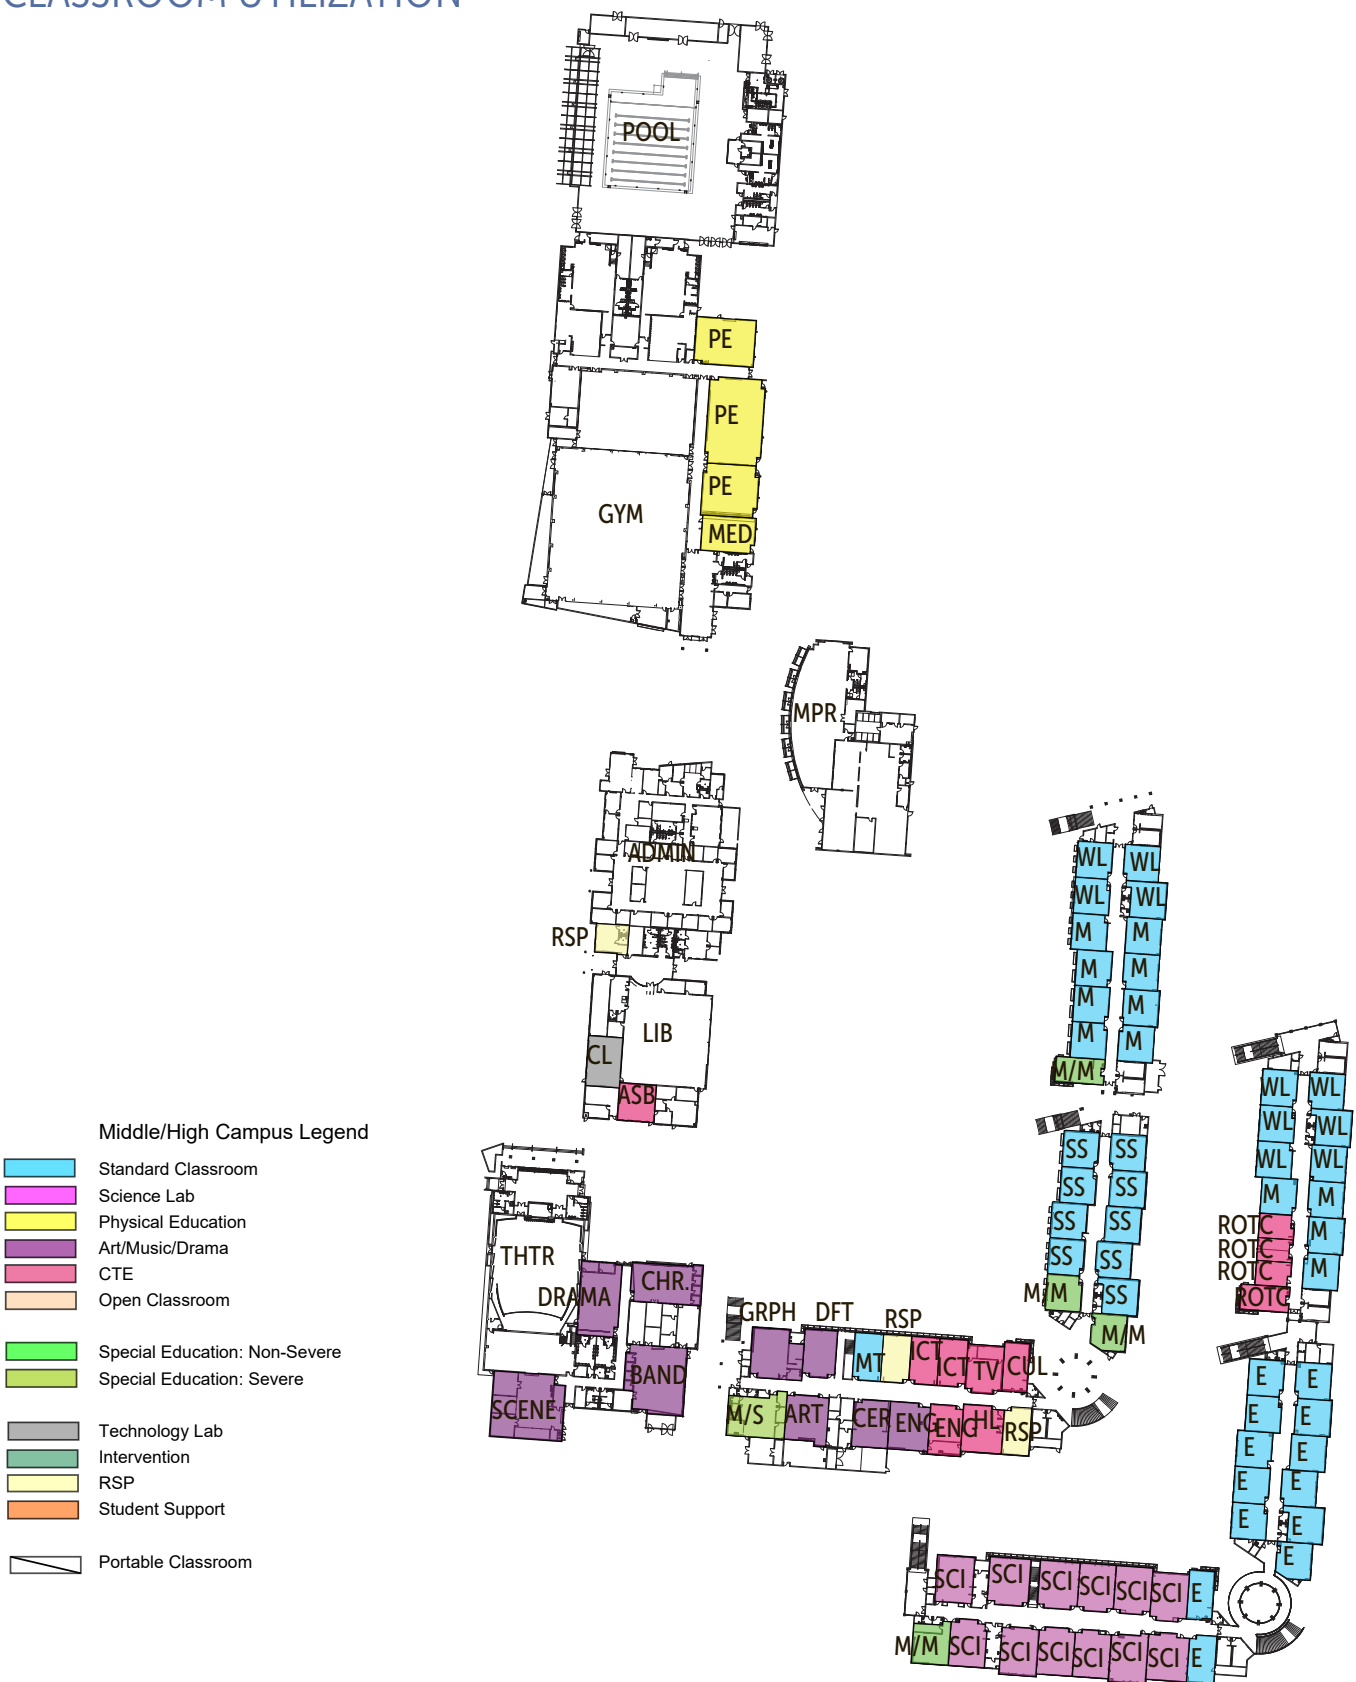 CLASSROOM UTILIZATION
POOL
PE
PE
PE
MED
GYM
MPR
ADMIN
RSP
LIB
CL
ASB
WL
WL
WL
WL
M
M
M
M
M
M
M
M
M/M
SS
SS
SS
SS
SS
SS
SS
SS
M/M
SS
M/M
WL
WL
WL
WL
WL
WL
M
M
ROTC
M
ROTC
ROTC
M
ROTC
E
E
E
E
E
E
E
E
E
E
E
Middle/High Campus Legend
Standard Classroom
Science Lab
Physical Education
Art/Music/Drama
CTE
Open Classroom
Special Education: Non-Severe
Special Education: Severe
Technology Lab
Intervention
RSP
Student Support
Portable Classroom
THTR
DRAMA
CHR.
BAND
SCENE
GRPH
DFT
RSP
MT
ICT
ICT
TV
CUL
M/S
ART
CER
ENG
ENG
HL
RSP
SCI
SCI
SCI
SCI
SCI
SCI
E
M/M
SCI
SCI
SCI
SCI
SCI
SCI
E